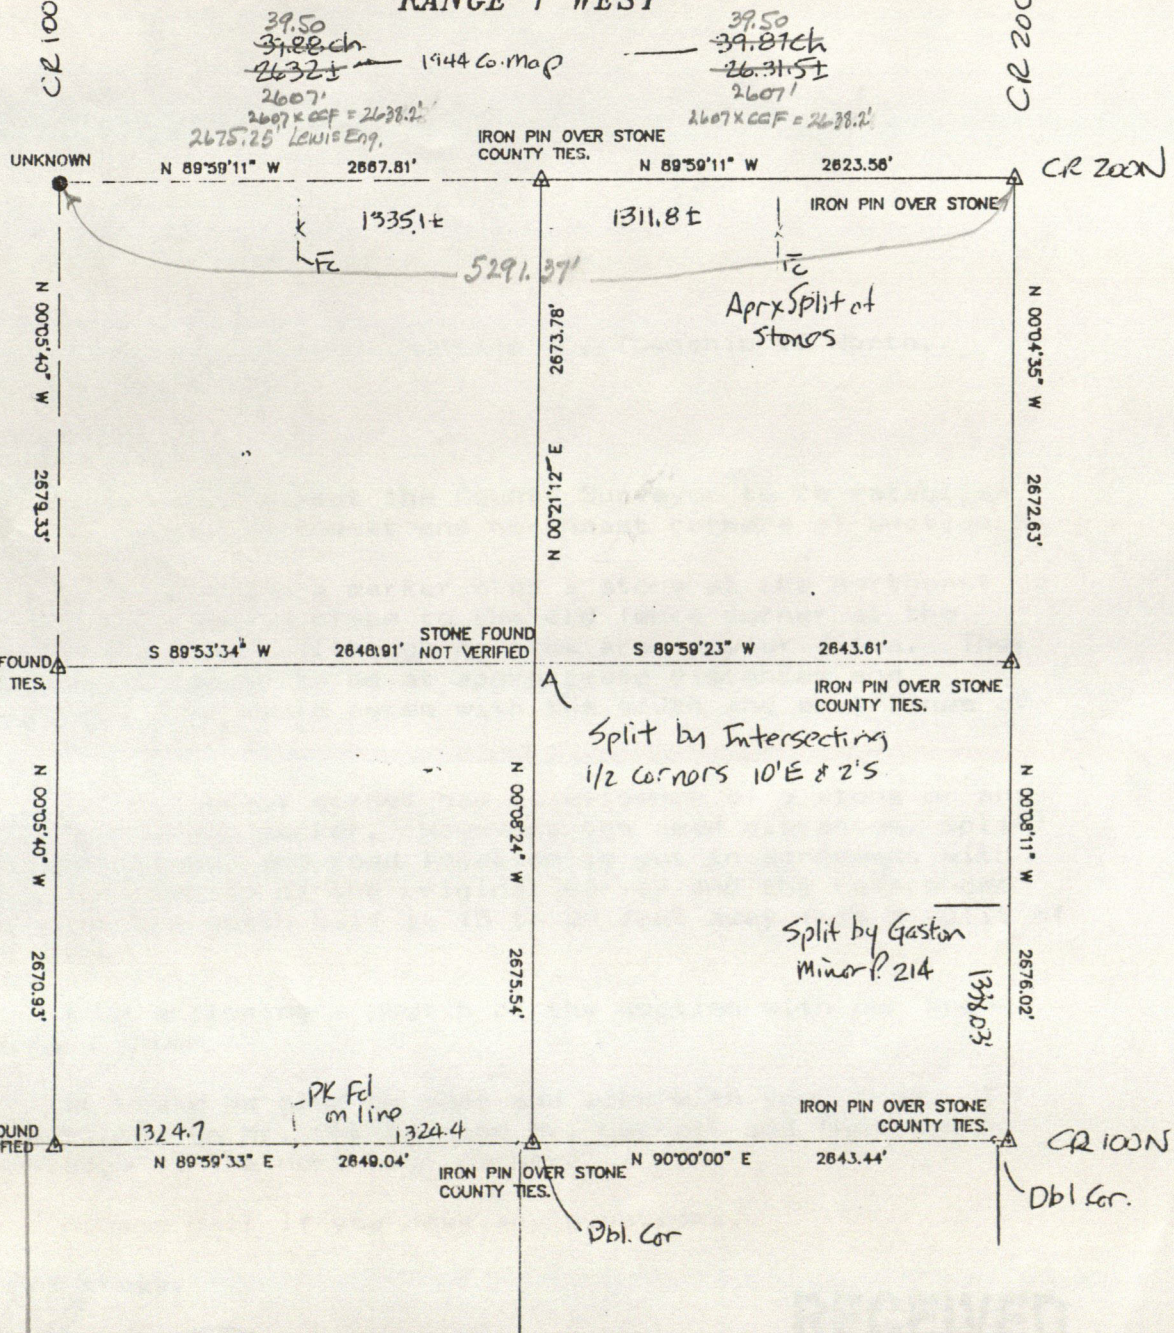 RANGE 7 WEST
CR 100
CR 200
39.50
39.88 ch
2632±
2607'
2607 x CCF = 2638.2'
2675.25' Lewis Eng.
1944 Co. Map
39.50
39.87 ch
2631.5±
2607'
2607 x CCF = 2638.2'
UNKNOWN
N 89°59'11" W 2667.81'
IRON PIN OVER STONE
COUNTY TIES.
N 89°59'11" W 2623.56'
CR 200N
IRON PIN OVER STONE
1335.1±
1311.8±
Fc
Fc
5291.37'
Aprx Split of
Stones
N 00°05'40" W 2679.33'
N 00°21'12" E 2673.78'
N 00°04'35" W 2672.63'
FOUND
TIES.
S 89°53'34" W 2648.91'
STONE FOUND
NOT VERIFIED
S 89°59'23" W 2643.61'
IRON PIN OVER STONE
COUNTY TIES.
Split by Intersecting
1/2 corners 10'E & 2'S
N 00°05'40" W 2670.93'
N 00°08'24" W 2675.54'
N 00°08'11" W 2676.02'
Split by Gaston
Minor P. 214
1338.03'
PK Fd
on line
1324.7
1324.4
OUND
FIED
N 89°59'33" E 2649.04'
IRON PIN OVER STONE
COUNTY TIES.
N 90°00'00" E 2643.44'
IRON PIN OVER STONE
COUNTY TIES.
CR 100N
Dbl. Cor
Dbl. Cor.